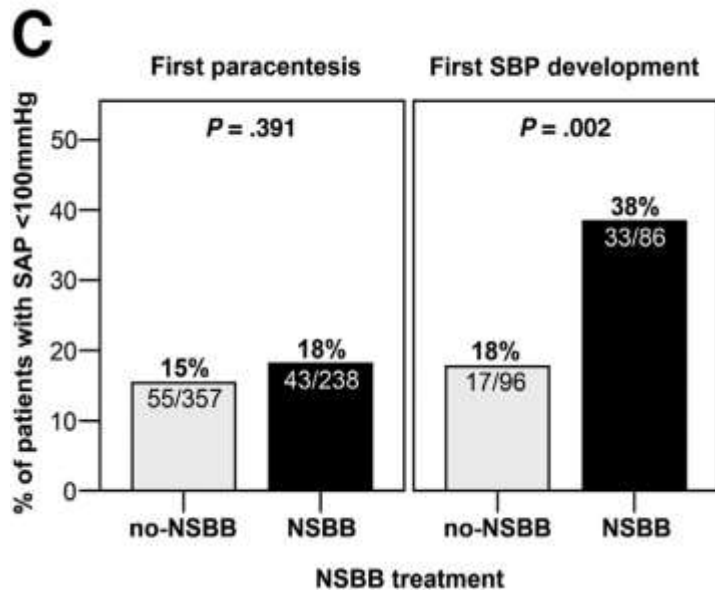 C
First paracentesis
First SBP development
% of patients with SAP <100mmHg
50
40
30
20
10
0
P = .391
15%
55/357
18%
43/238
P = .002
18%
17/96
38%
33/86
no-NSBB
NSBB
no-NSBB
NSBB
NSBB treatment